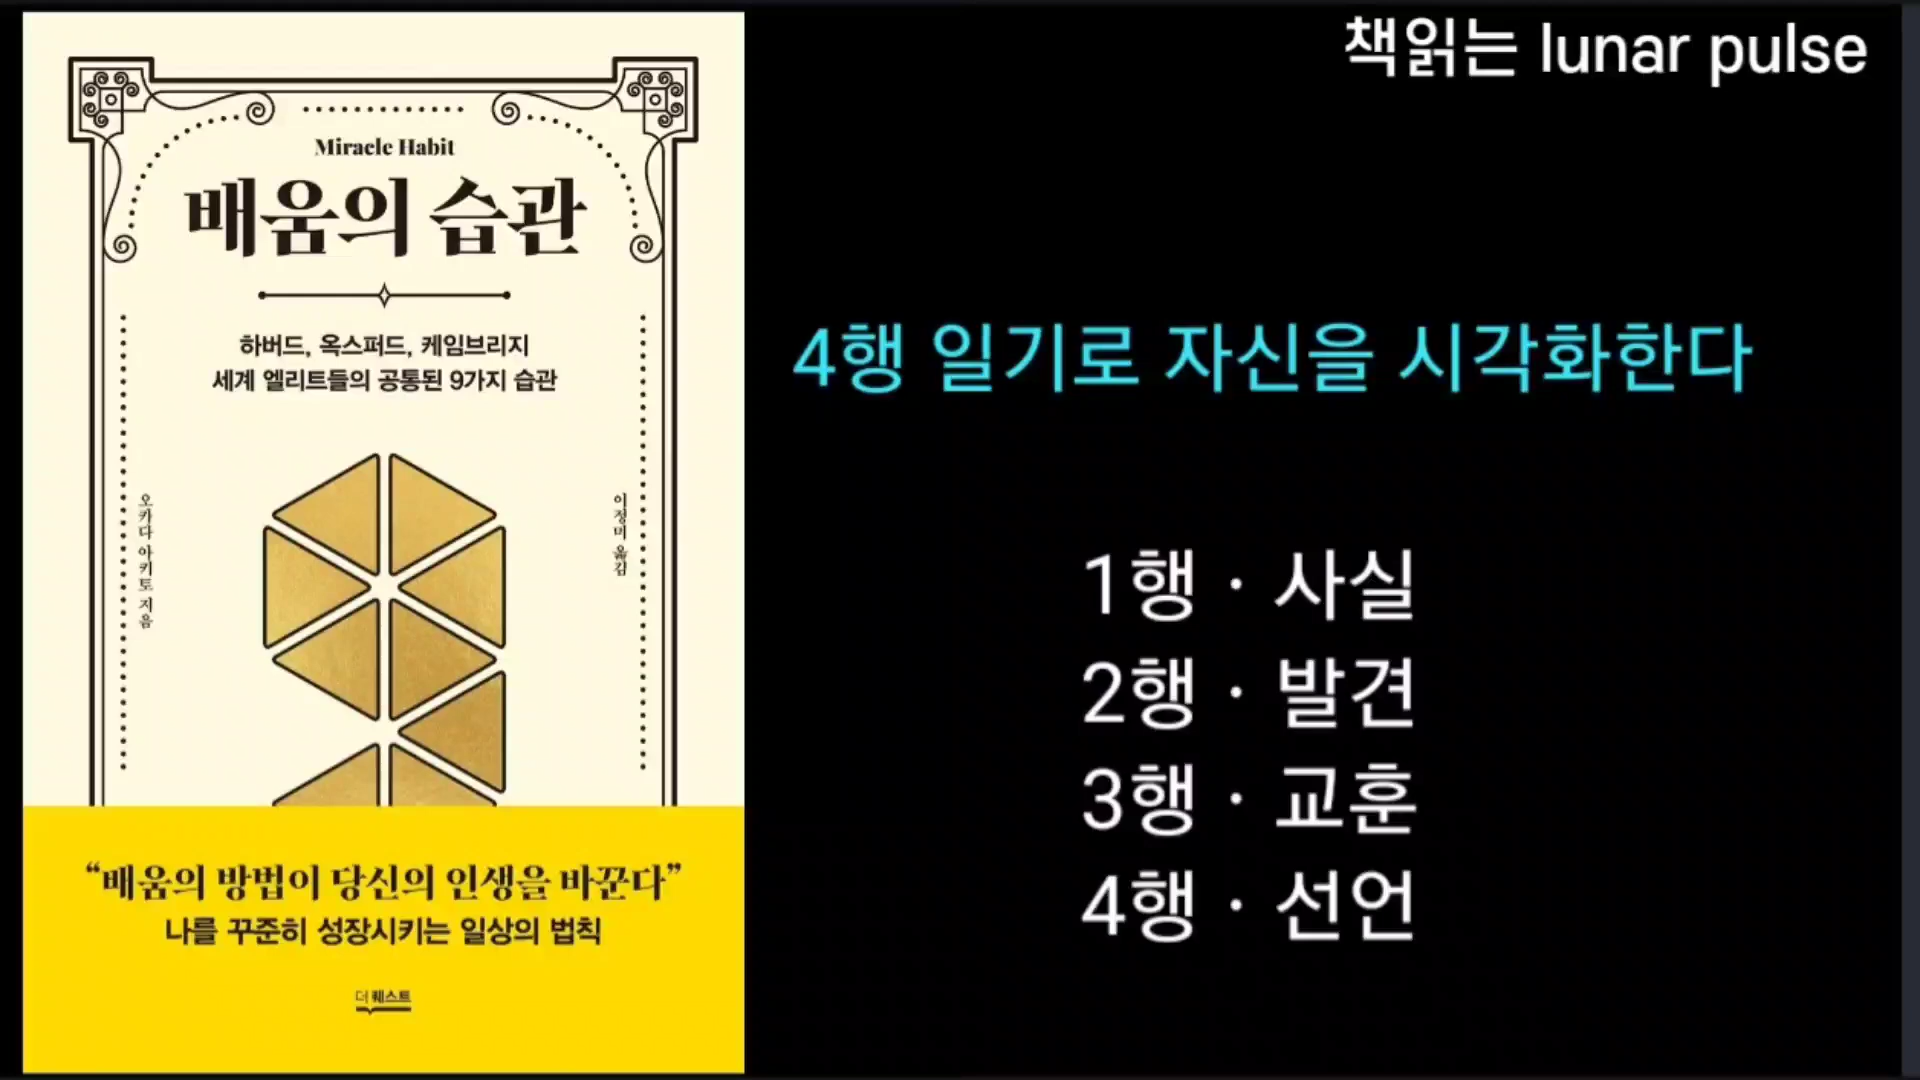 Miracle Habit
배움의 습관
하버드, 옥스퍼드, 케임브리지
세계 엘리트들의 공통된 9가지 습관
오카다 아키토 지음
이정미 옮김
“배움의 방법이 당신의 인생을 바꾼다”
나를 꾸준히 성장시키는 일상의 법칙
더 퀘스트
책읽는 lunar pulse
4행 일기로 자신을 시각화한다
1행 · 사실
2행 · 발견
3행 · 교훈
4행 · 선언